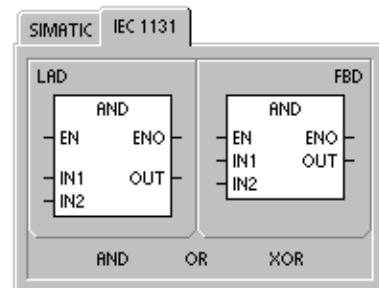 SIMATIC IEC 1131
LAD FBD
AND AND
EN ENO EN ENO
IN1 OUT IN1 OUT
IN2 IN2
AND OR XOR